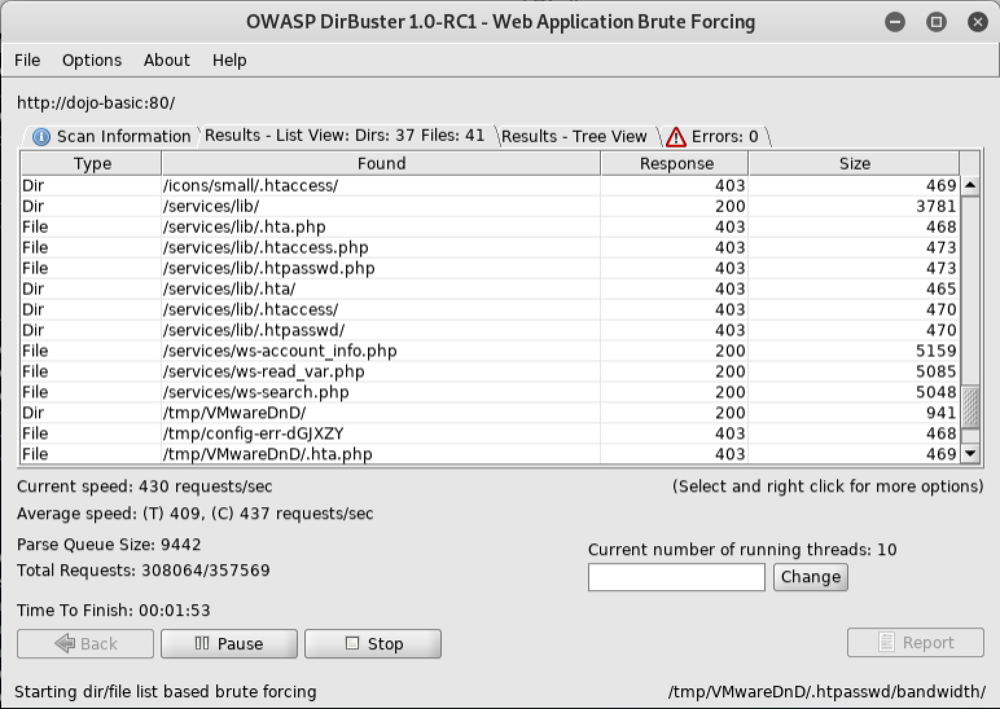 OWASP DirBuster 1.0-RC1 - Web Application Brute Forcing
File Options About Help
http://dojo-basic:80/
Scan Information Results - List View: Dirs: 37 Files: 41 Results - Tree View Errors: 0
Type Found Response Size
Dir /icons/small/.htaccess/ 403 469
Dir /services/lib/ 200 3781
File /services/lib/.hta.php 403 468
File /services/lib/.htaccess.php 403 473
File /services/lib/.htpasswd.php 403 473
Dir /services/lib/.hta/ 403 465
Dir /services/lib/.htaccess/ 403 470
Dir /services/lib/.htpasswd/ 403 470
File /services/ws-account_info.php 200 5159
File /services/ws-read_var.php 200 5085
File /services/ws-search.php 200 5048
Dir /tmp/VMwareDnD/ 200 941
File /tmp/config-err-dGJXZY 403 468
File /tmp/VMwareDnD/.hta.php 403 469
Current speed: 430 requests/sec (Select and right click for more options)
Average speed: (T) 409, (C) 437 requests/sec
Parse Queue Size: 9442
Current number of running threads: 10
Total Requests: 308064/357569
Change
Time To Finish: 00:01:53
Back Pause Stop Report
Starting dir/file list based brute forcing /tmp/VMwareDnD/.htpasswd/bandwidth/